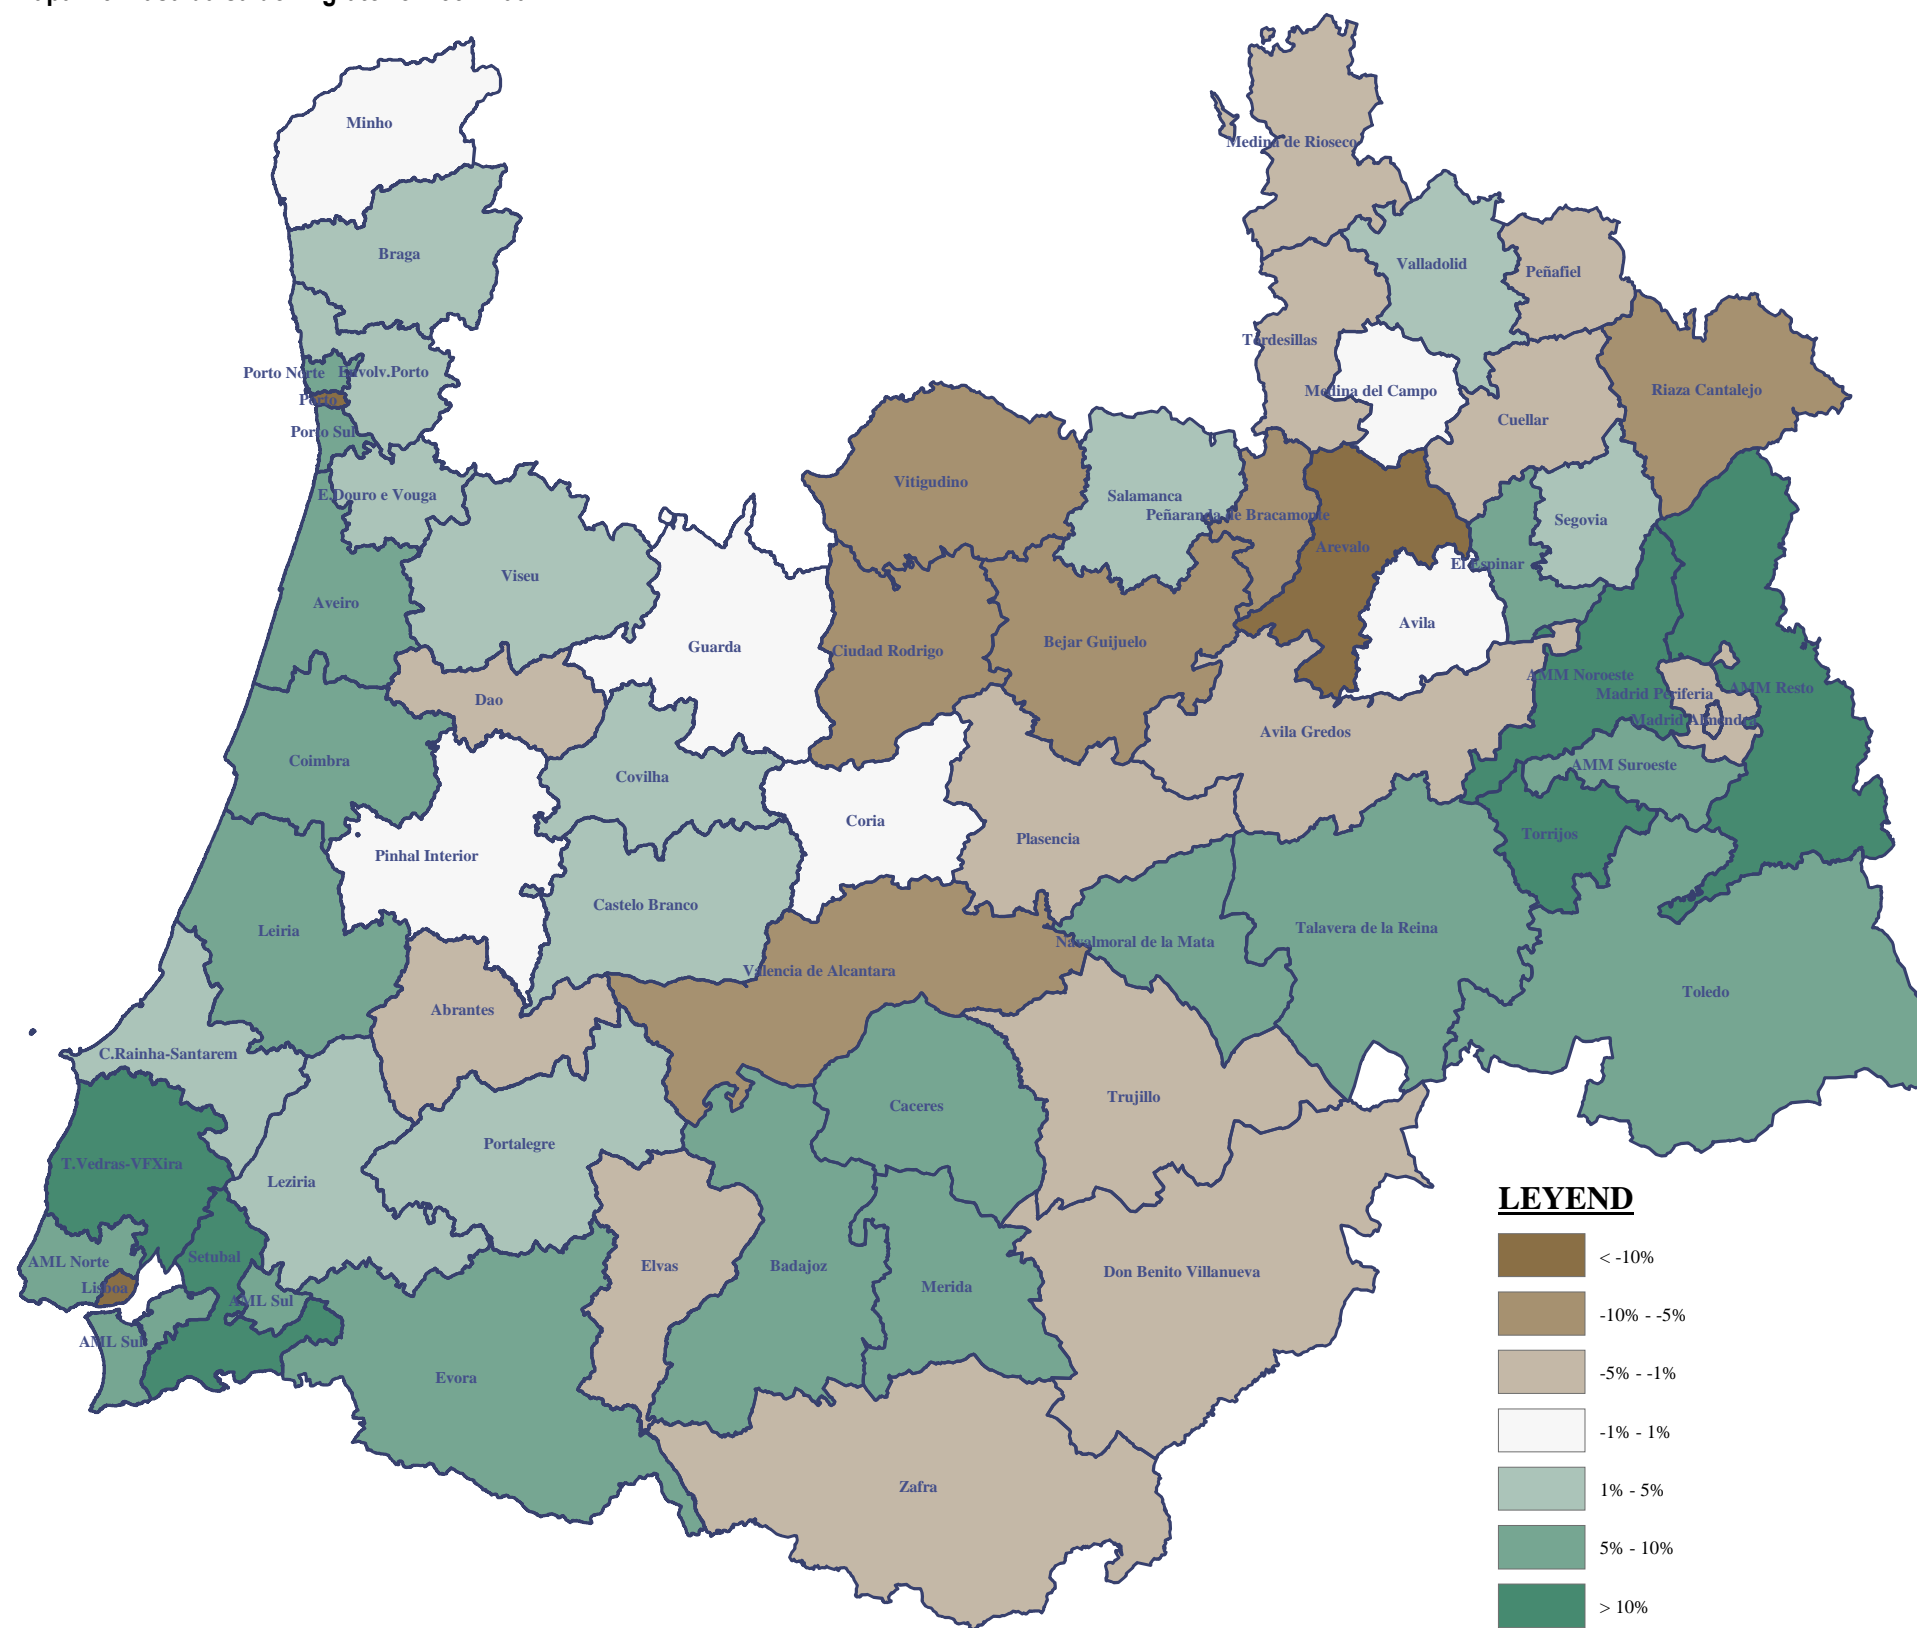 Minho
Medina de Rioseco
Braga
Valladolid
Peñafiel
Tordesillas
Porto Norte
Envolv.Porto
Medina del Campo
Riaza Cantalejo
Porto
Cuellar
Porto Sul
Vitigudino
E.Douro e Vouga
Salamanca
Peñaranda de Bracamonte
Segovia
Arevalo
El Espinar
Viseu
Aveiro
Avila
Guarda
Ciudad Rodrigo
Bejar Guijuelo
AMM Noroeste
Madrid Periferia
AMM Resto
Dao
Madrid Almendra
Avila Gredos
Coimbra
AMM Suroeste
Covilha
Coria
Plasencia
Torrijos
Pinhal Interior
Castelo Branco
Leiria
Talavera de la Reina
Navalmoral de la Mata
Valencia de Alcantara
Toledo
Abrantes
C.Rainha-Santarem
Trujillo
Caceres
Portalegre
T.Vedras-VFXira
Leziria
Setubal
AML Norte
Elvas
Badajoz
Don Benito Villanueva
Lisboa
Merida
AML Sul
AML Sul
Evora
Zafra
LEYEND
< -10%
-10% - -5%
-5% - -1%
-1% - 1%
1% - 5%
5% - 10%
> 10%